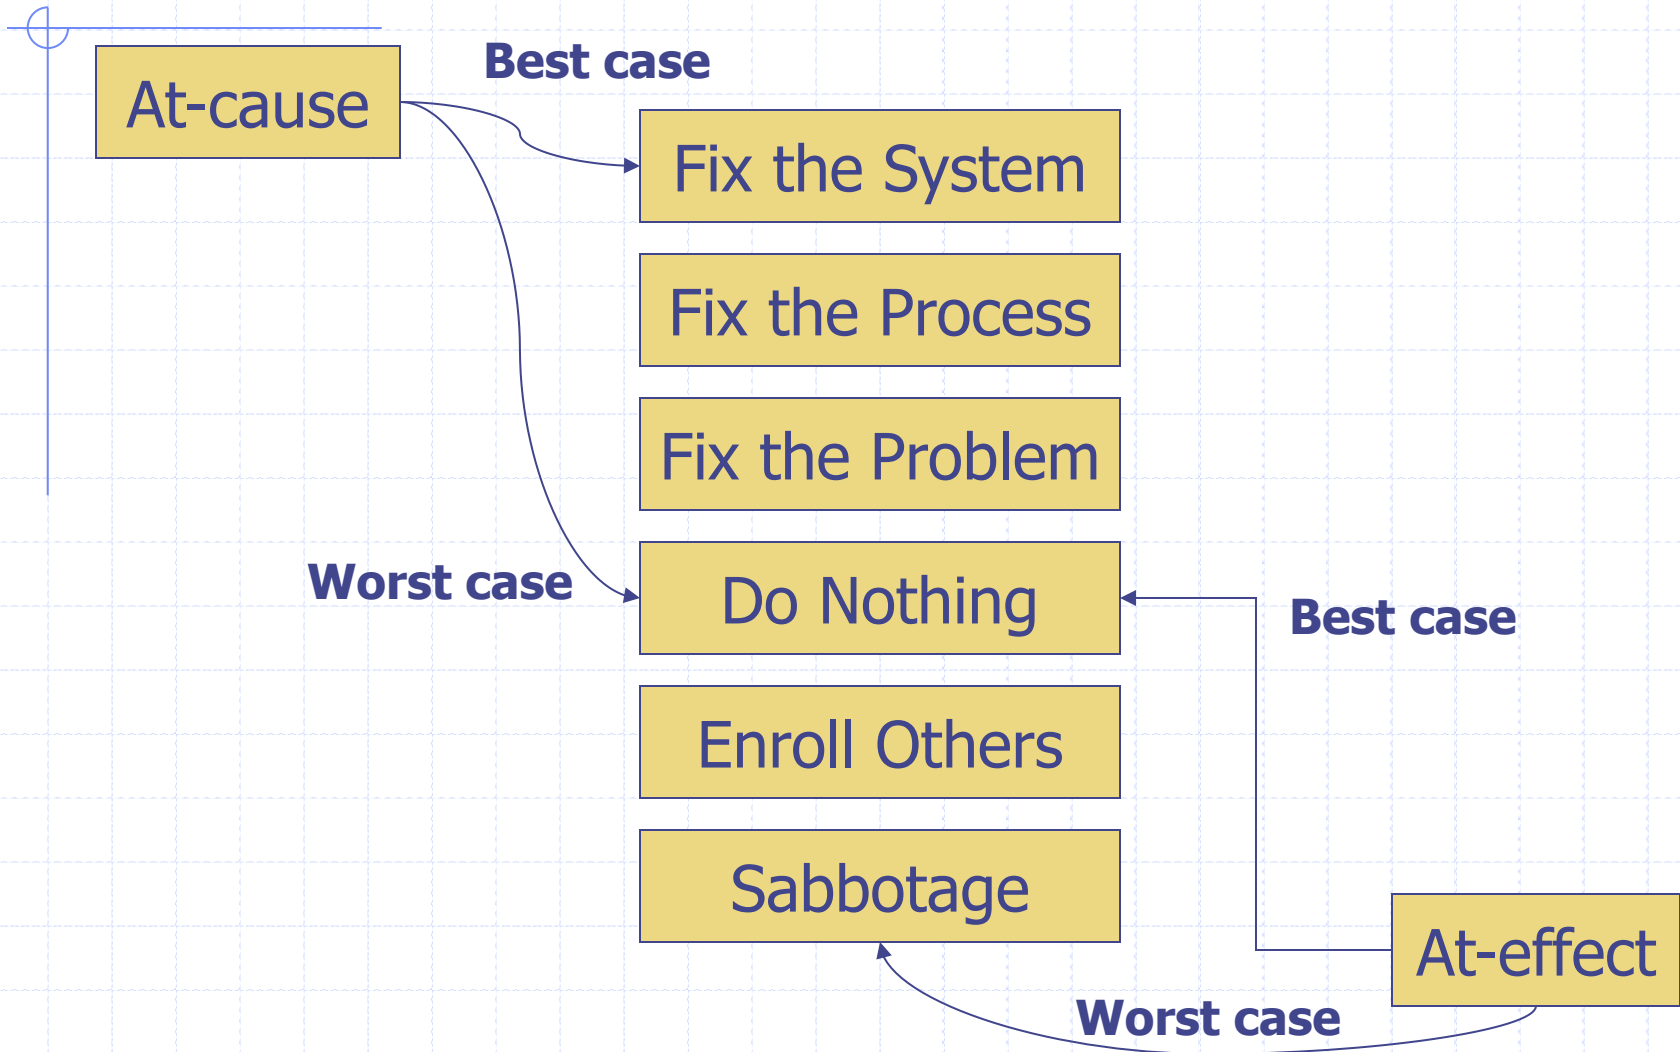 At-cause
Best case
Fix the System
Fix the Process
Fix the Problem
Worst case
Do Nothing
Best case
Enroll Others
Sabbotage
At-effect
Worst case